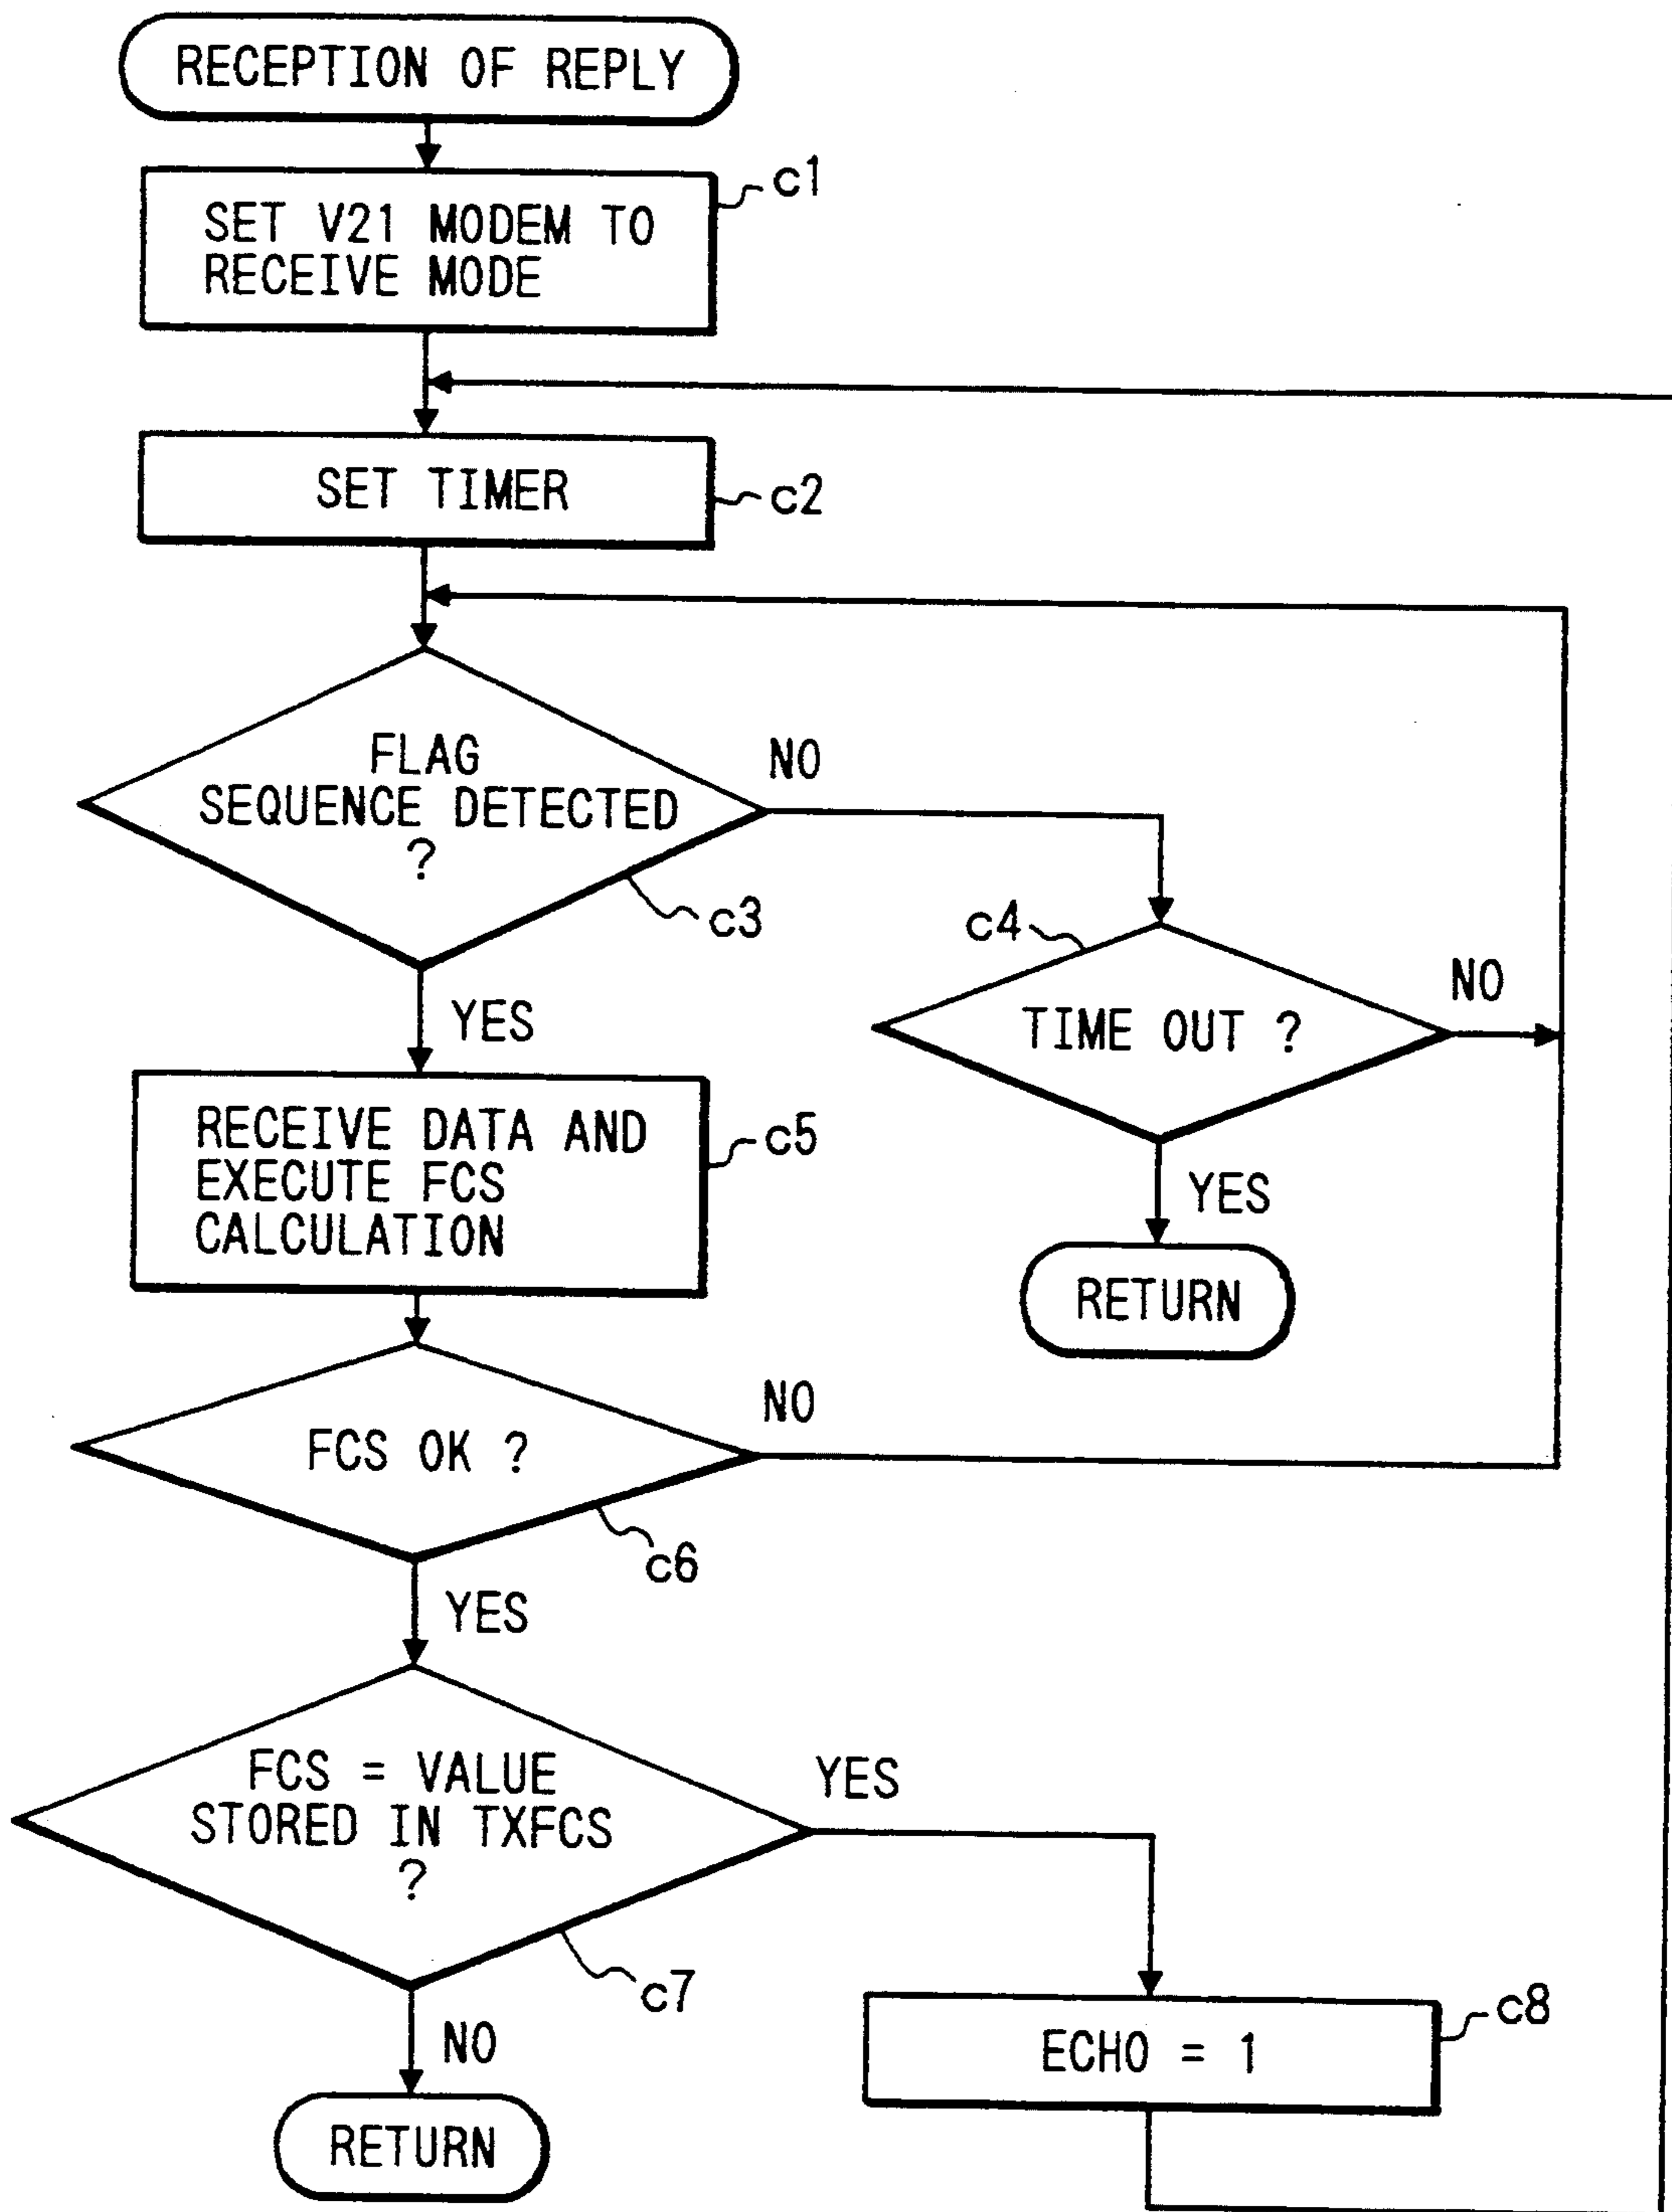 RECEPTION OF REPLY
c1
SET V21 MODEM TO
RECEIVE MODE
SET TIMER
c2
FLAG
SEQUENCE DETECTED
?
NO
c3
c4
TIME OUT ?
NO
YES
YES
RETURN
RECEIVE DATA AND
EXECUTE FCS
CALCULATION
c5
FCS OK ?
NO
c6
YES
FCS = VALUE
STORED IN TXFCS
?
YES
c7
NO
RETURN
ECHO = 1
c8